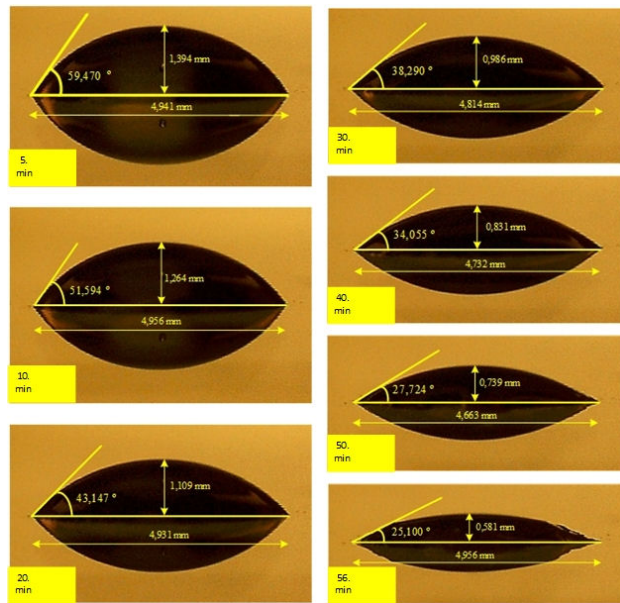 1,394 mm
59,470 °
4,941 mm
5.
min
1,264 mm
51,594 °
4,956 mm
10.
min
1,109 mm
43,147 °
4,931 mm
20.
min
0,986 mm
38,290 °
4,814 mm
30.
min
0,831 mm
34,055 °
4,732 mm
40.
min
0,739 mm
27,724 °
4,663 mm
50.
min
0,581 mm
25,100 °
4,956 mm
56.
min